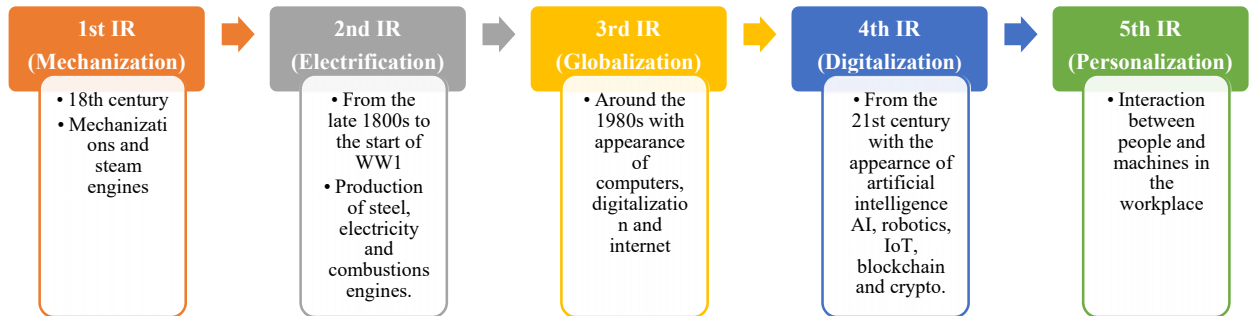 1st IR
(Mechanization)
• 18th century
• Mechanizati
ons and
steam
engines
2nd IR
(Electrification)
• From the
late 1800s to
the start of
WW1
• Production
of steel,
electricity
and
combustions
engines.
3rd IR
(Globalization)
• Around the
1980s with
appearance
of
computers,
digitalizatio
n and
internet
4th IR
(Digitalization)
• From the
21st century
with the
appearnce of
artificial
intelligence
AI, robotics,
IoT,
blockchain
and crypto.
5th IR
(Personalization)
• Interaction
between
people and
machines in
the
workplace